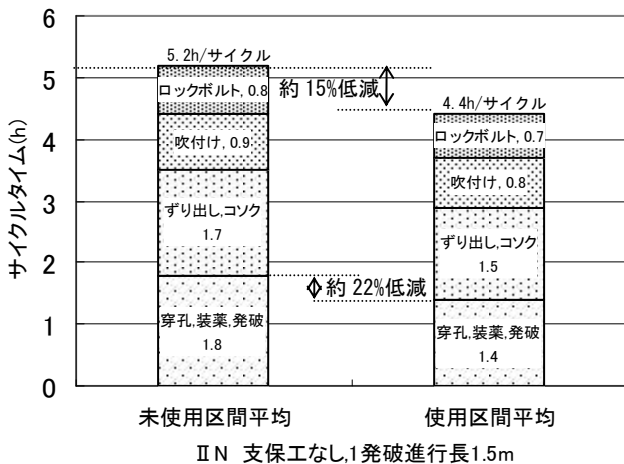 サイクルタイム(h)
6
5
4
3
2
1
0
5.2h/サイクル
ロックボルト, 0.8
吹付け, 0.9
ずり出し,コソク
1.7
穿孔,装薬,発破
1.8
約15%低減
約22%低減
4.4h/サイクル
ロックボルト, 0.7
吹付け, 0.8
ずり出し,コソク
1.5
穿孔,装薬,発破
1.4
未使用区間平均
使用区間平均
ⅡN 支保工なし,1発破進行長1.5m